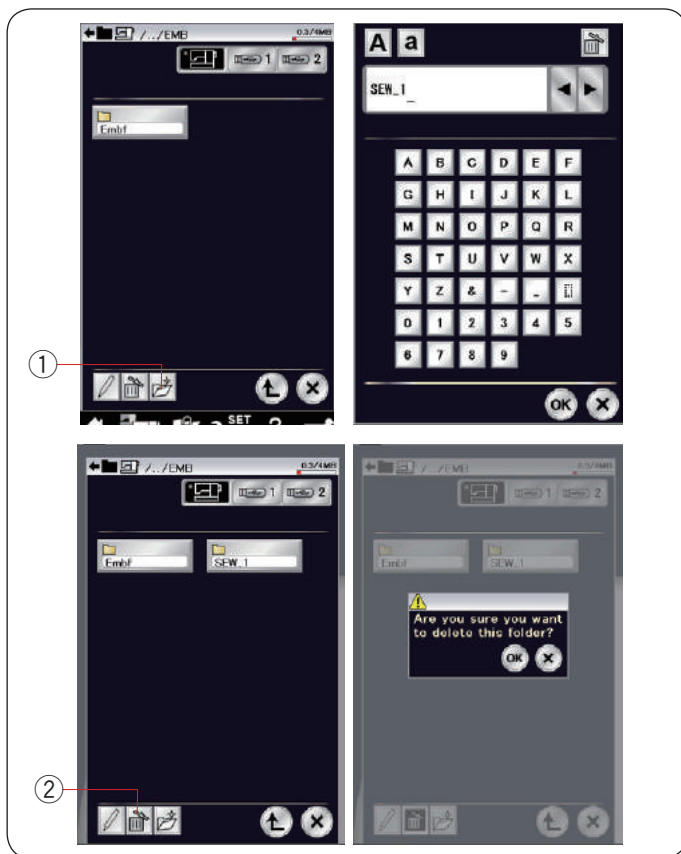 /../EMB 0.3/4MB
1 2
Embf
①
SET ?
A a
SEW_1_
A B C D E F
G H I J K L
M N O P Q R
S T U V W X
Y Z & - _
0 1 2 3 4 5
6 7 8 9
OK
/../EMB 0.3/4MB
1 2
Embf SEW_1
②
/../EMB 0.3/4MB
1 2
Embf SEW_1
Are you sure you want
to delete this folder?
OK